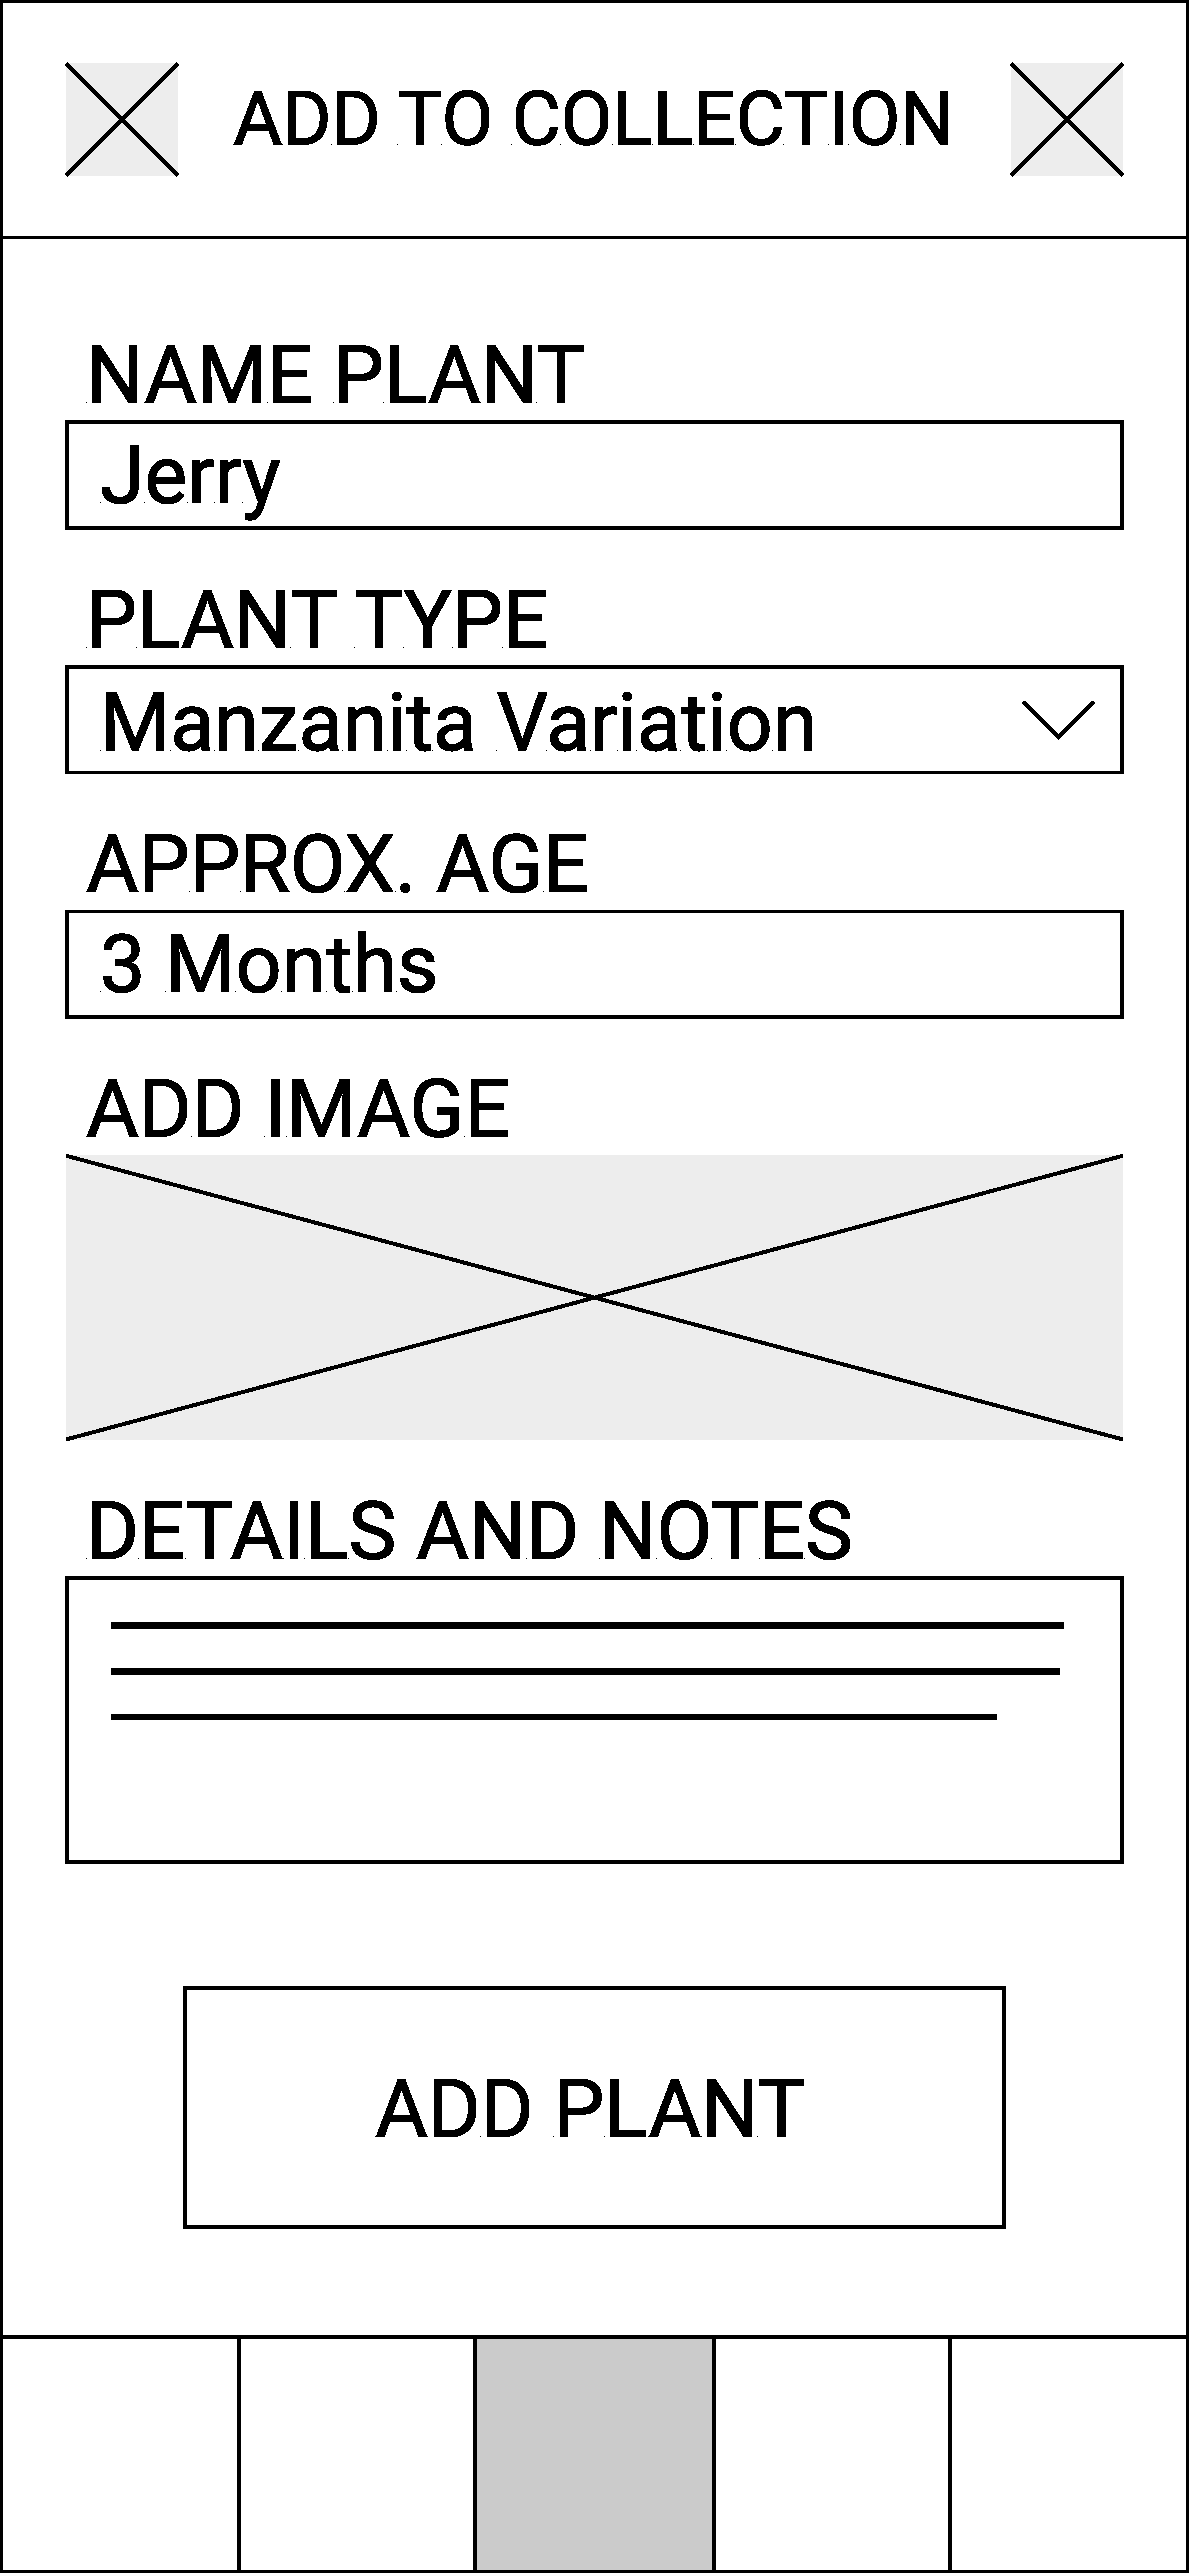 ADD TO COLLECTION
NAME PLANT
Jerry
PLANT TYPE
Manzanita Variation
APPROX. AGE
3 Months
ADD IMAGE
DETAILS AND NOTES
ADD PLANT